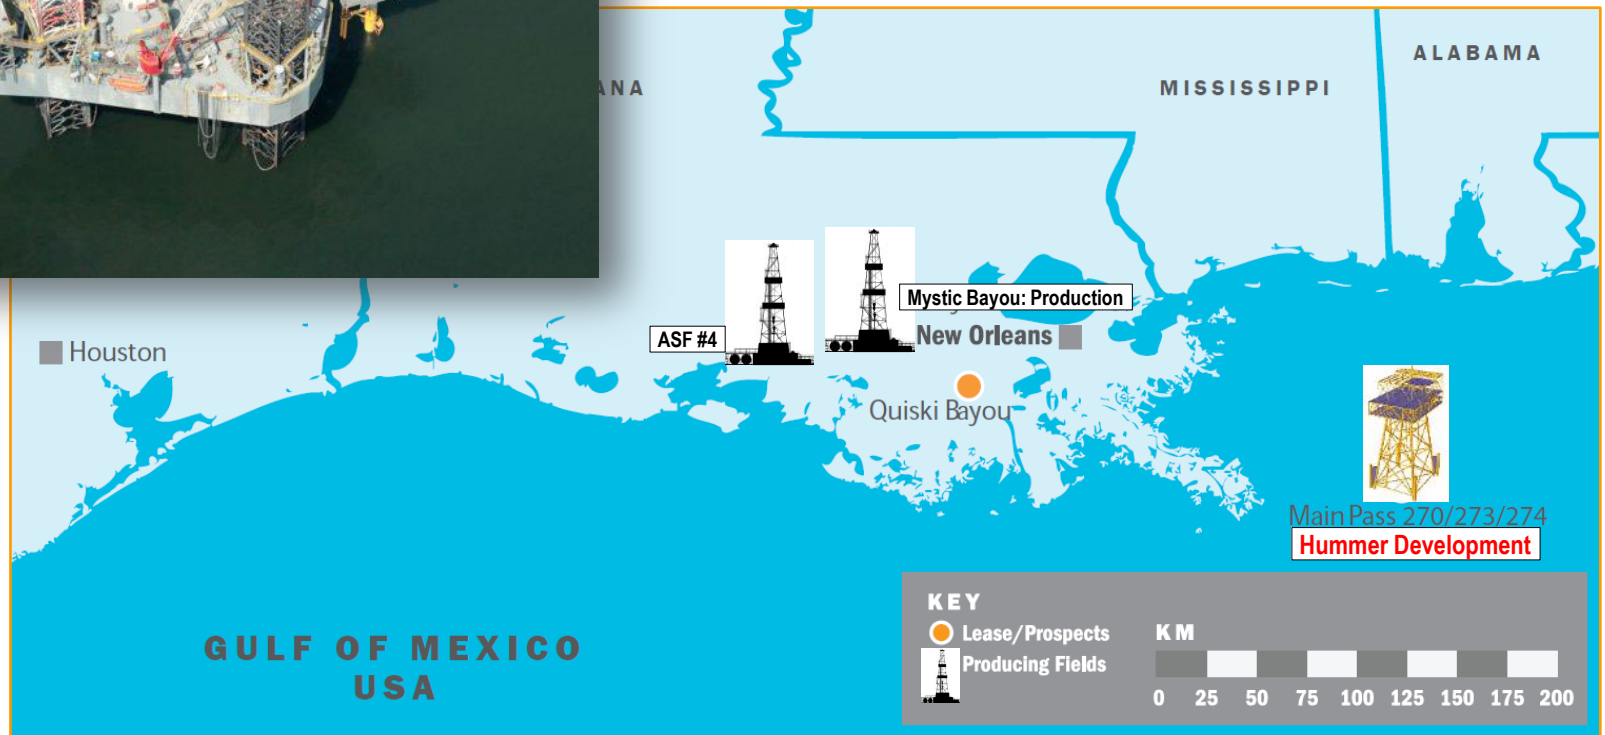 ALABAMA
ANA
MISSISSIPPI
Mystic Bayou: Production
ASF #4
New Orleans
Houston
Quiski Bayou
Main Pass 270/273/274
Hummer Development
GULF OF MEXICO
USA
KEY
Lease/Prospects
Producing Fields
KM
0 25 50 75 100 125 150 175 200